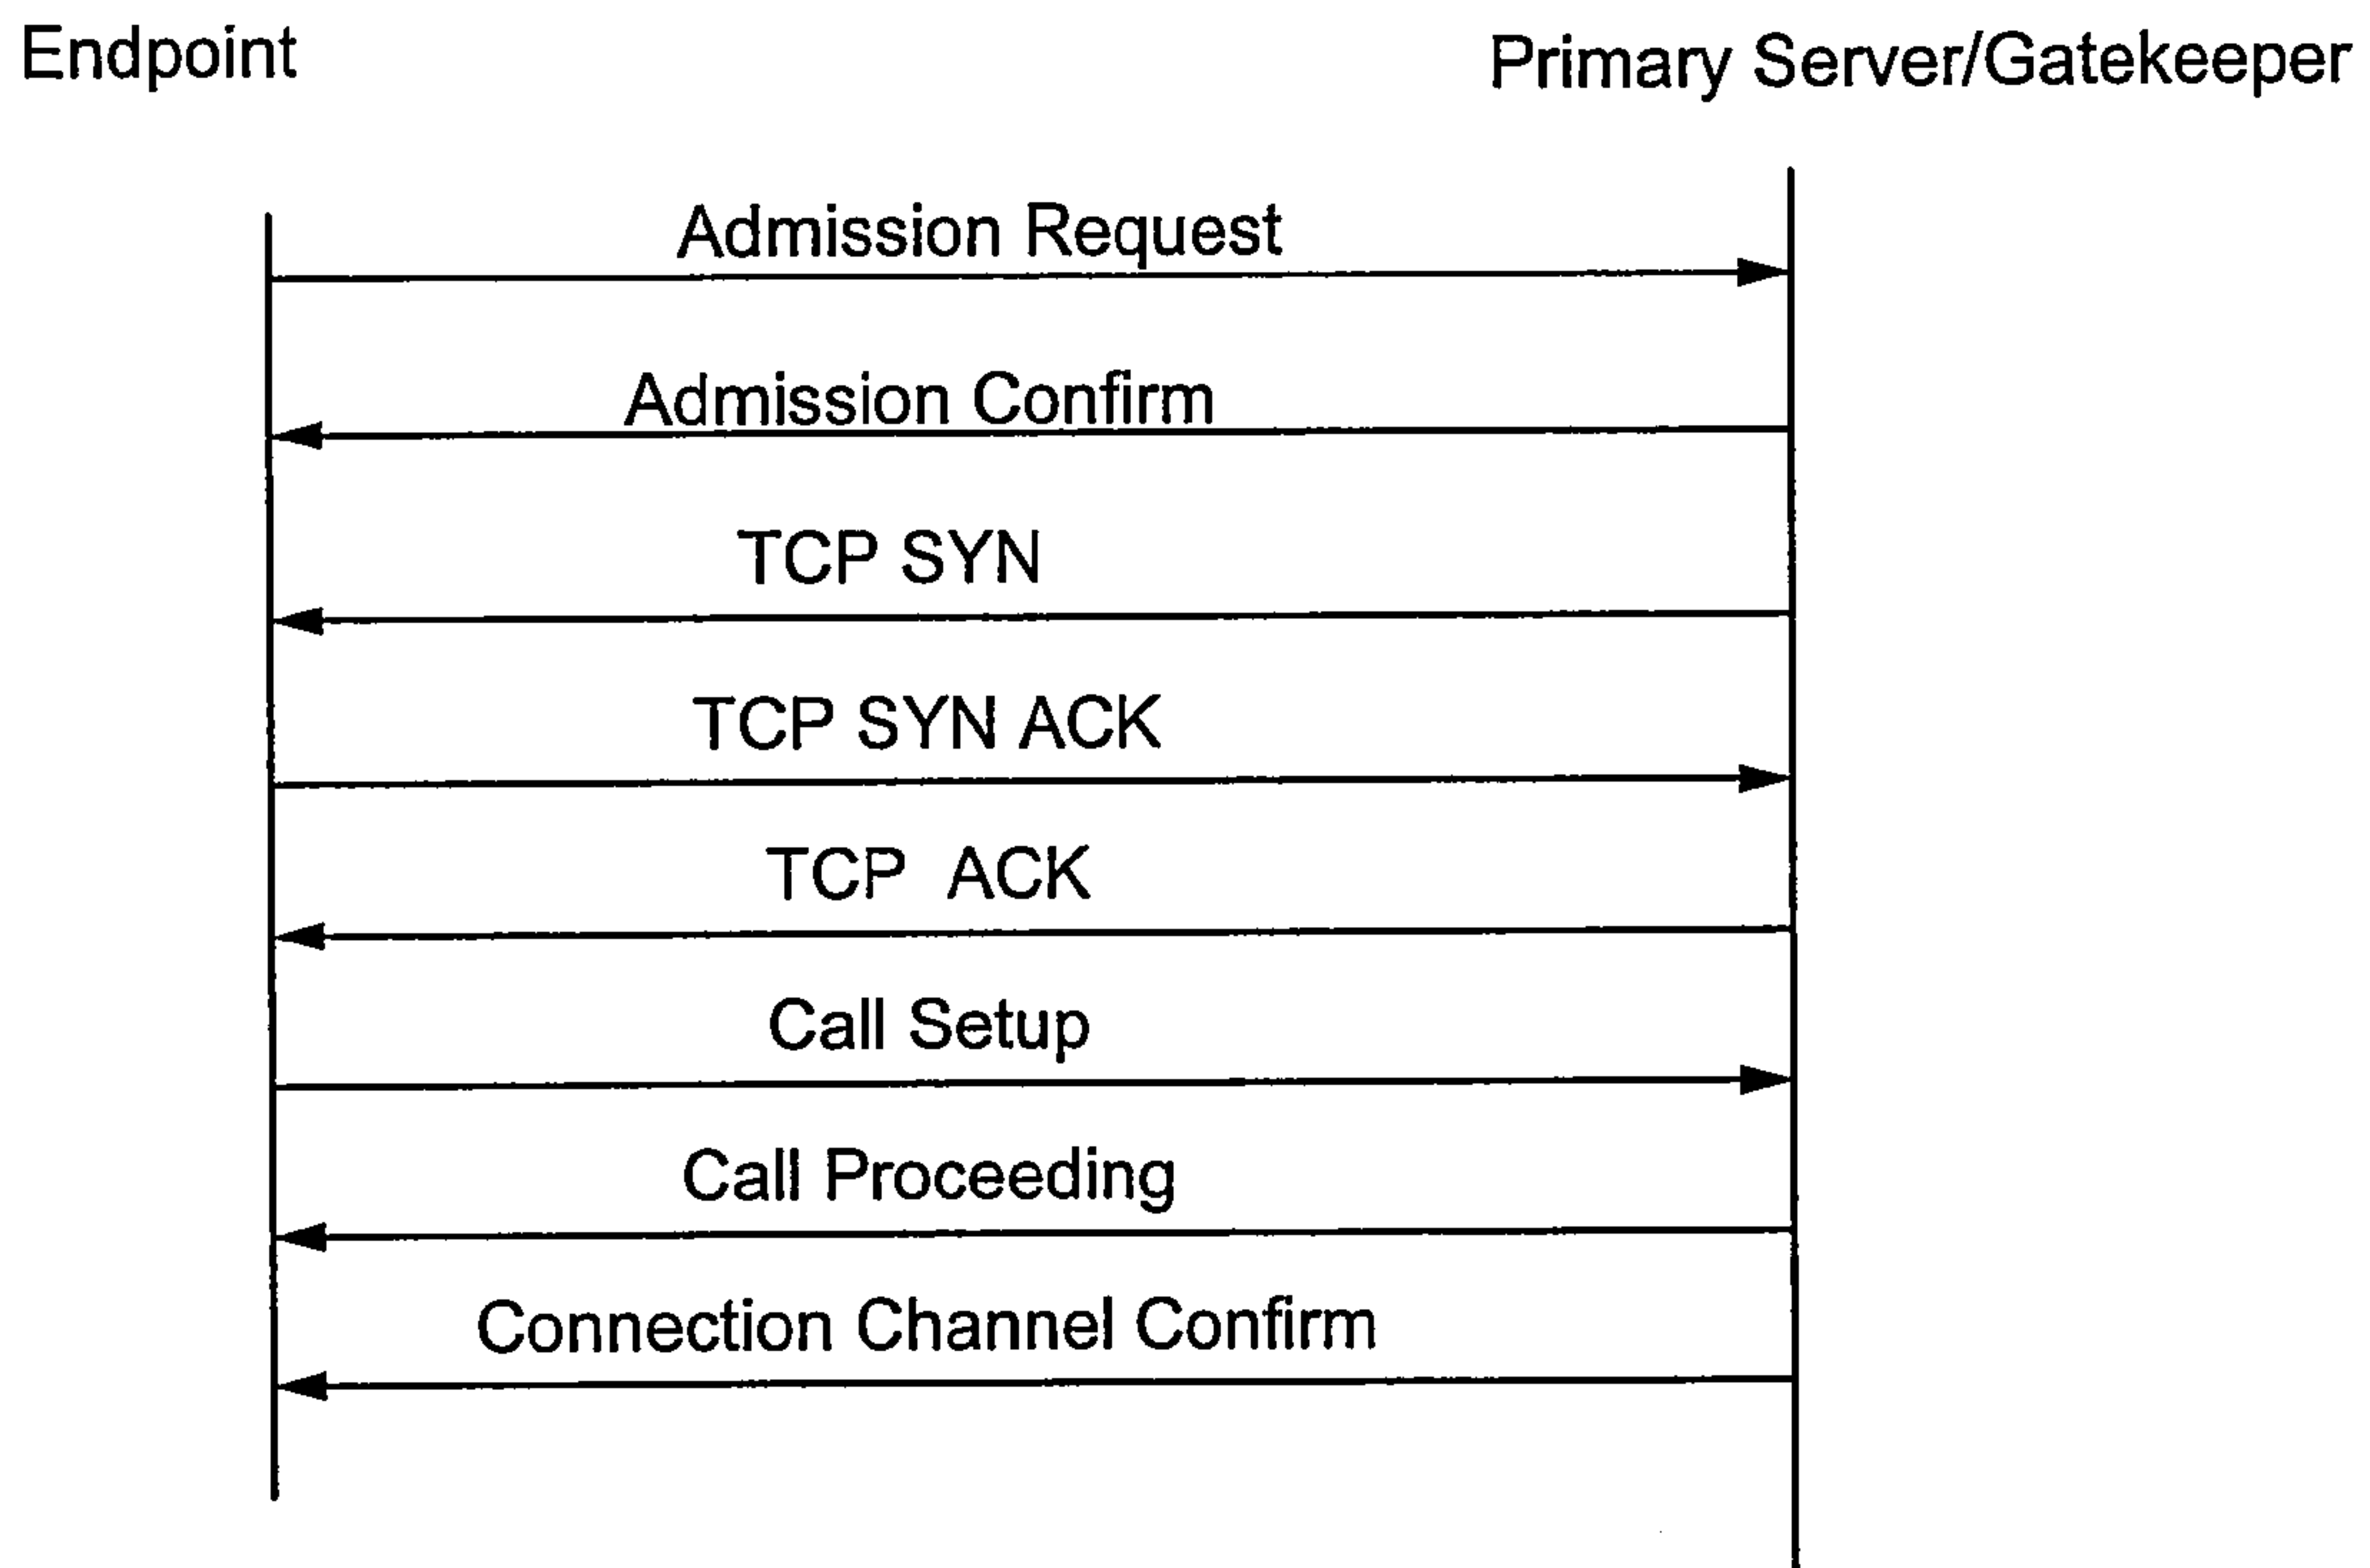 Endpoint
Primary Server/Gatekeeper
Admission Request
Admission Confirm
TCP SYN
TCP SYN ACK
TCP ACK
Call Setup
Call Proceeding
Connection Channel Confirm